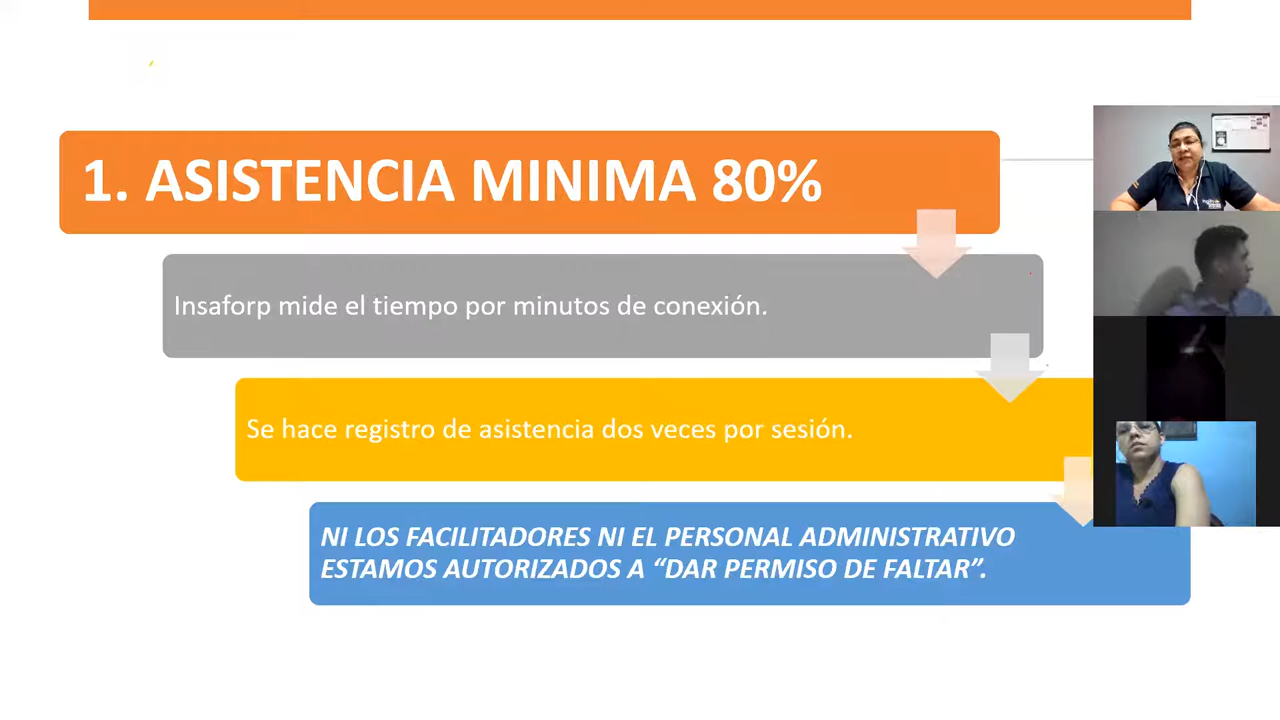 1. ASISTENCIA MINIMA 80%
Insaforp mide el tiempo por minutos de conexión.
Se hace registro de asistencia dos veces por sesión.
NI LOS FACILITADORES NI EL PERSONAL ADMINISTRATIVO
ESTAMOS AUTORIZADOS A “DAR PERMISO DE FALTAR”.